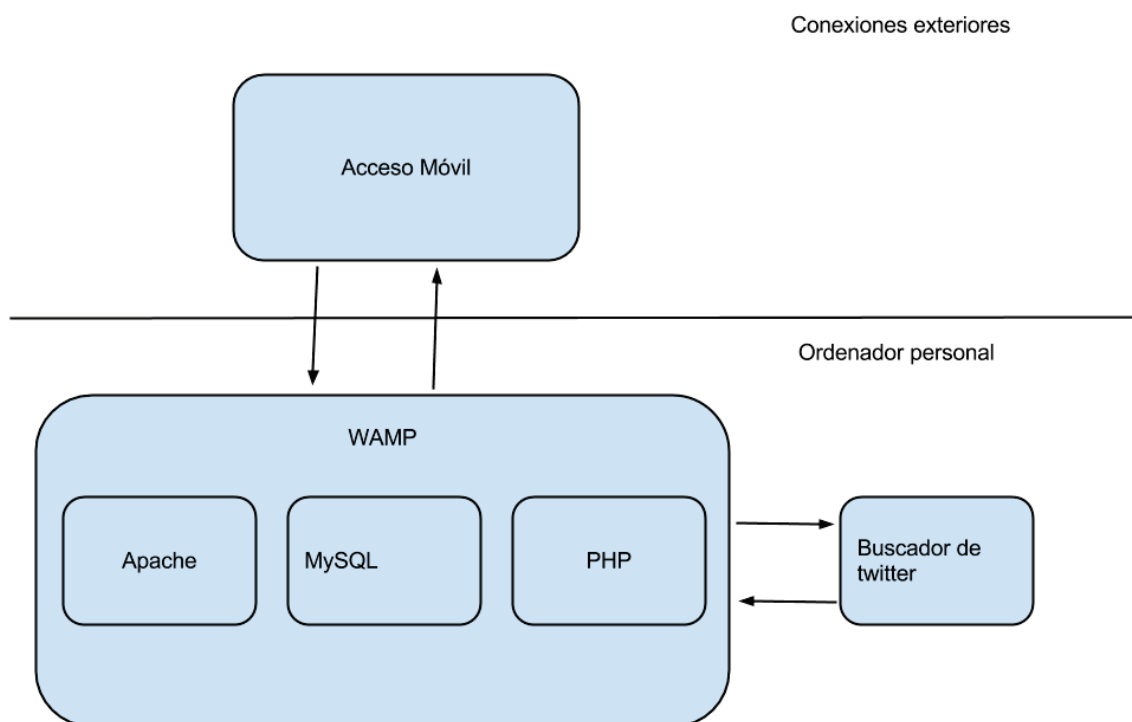 Conexiones exteriores
Acceso Móvil
Ordenador personal
WAMP
Apache
MySQL
PHP
Buscador de
twitter